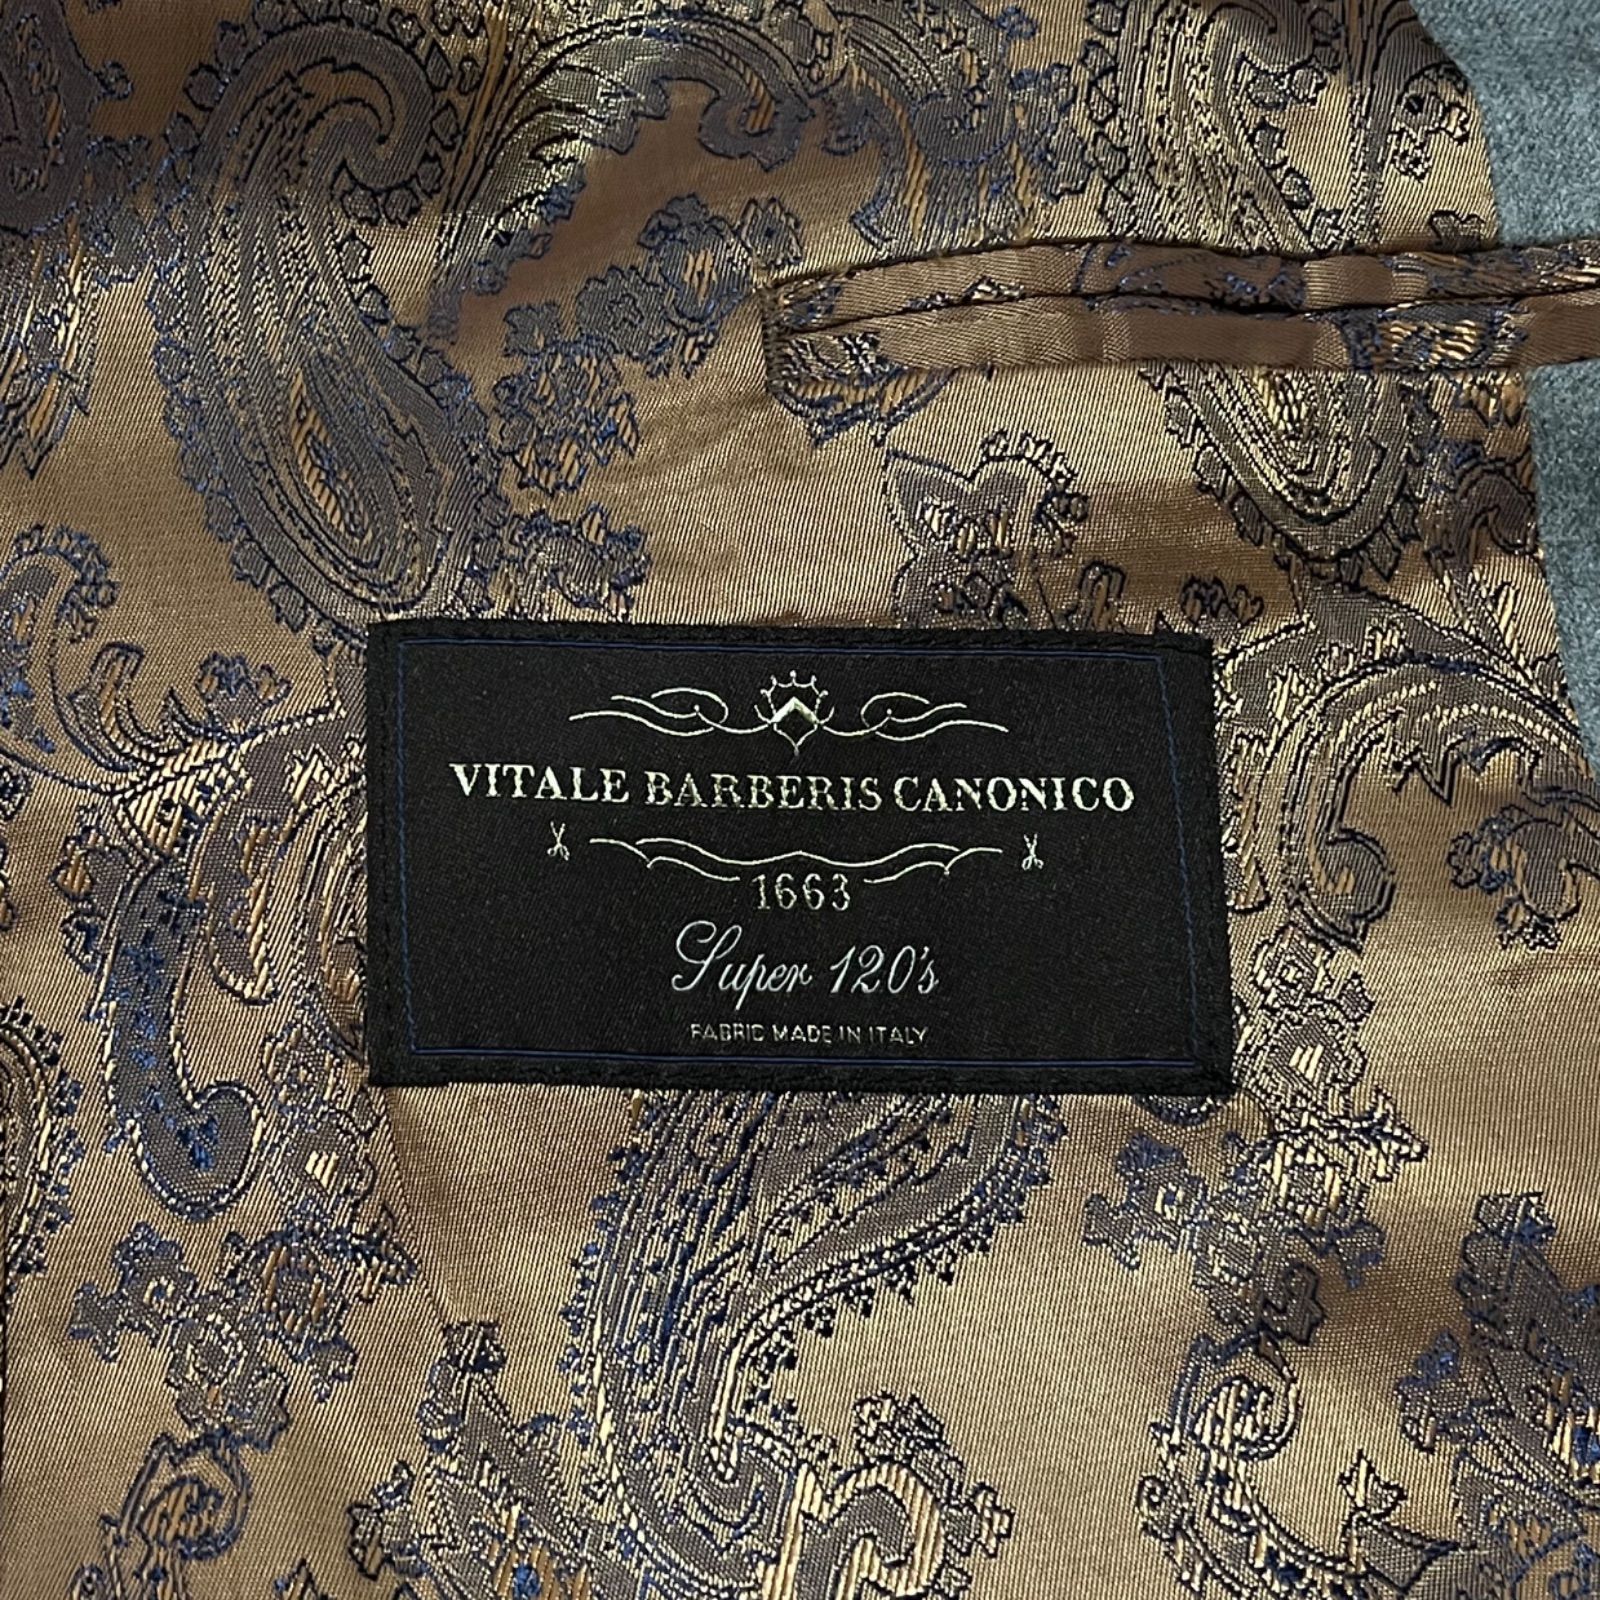 VITALE BARBERIS CANONICO
1663
Super 120's
FABRIC MADE IN ITALY